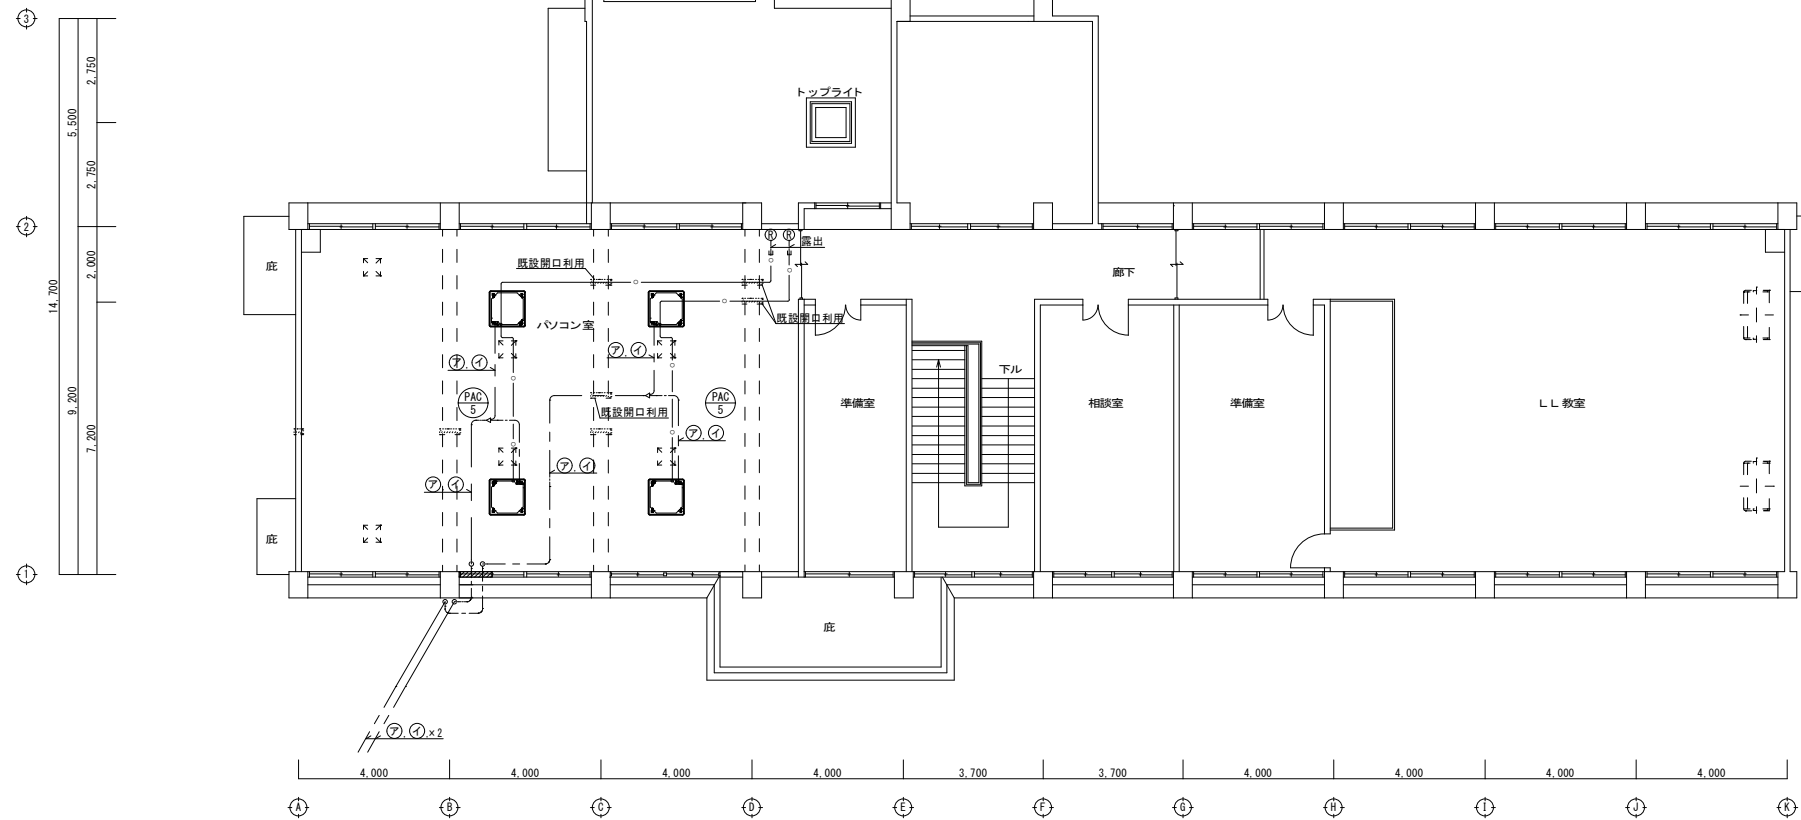 3
2,750
トップライト
5,500
2,750
2
庇
R
R
露出
既設開口利用
廊下
2,000
14,700
パソコン室
既設開口利用
ア,イ
ア,イ
下ル
PAC
5
PAC
5
準備室
相談室
準備室
LL教室
9,200
既設開口利用
7,200
ア,イ
ア,イ
ア,イ
庇
1
庇
ア,イ,×2
4,000
4,000
4,000
4,000
3,700
3,700
4,000
4,000
4,000
4,000
A
B
C
D
E
F
G
H
I
J
K